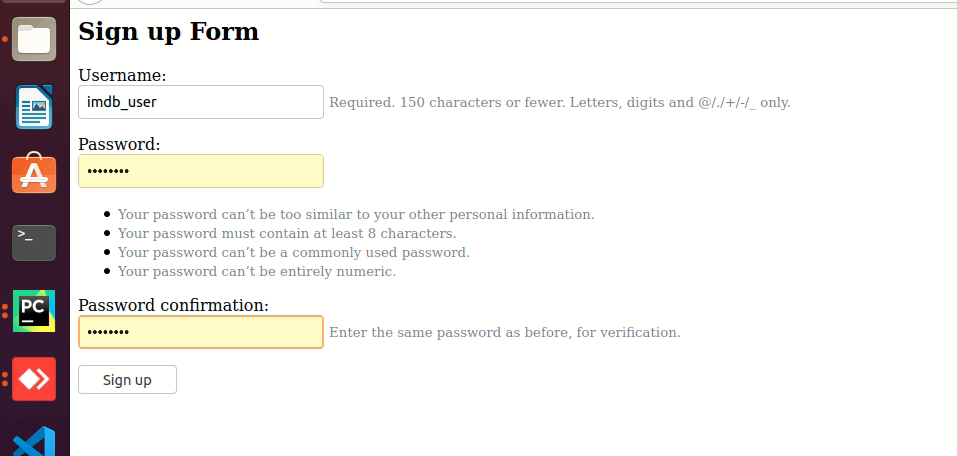 Sign up Form
Username:
imdb_user Required. 150 characters or fewer. Letters, digits and @/./+/-/_ only.
Password:
••••••••
• Your password can’t be too similar to your other personal information.
• Your password must contain at least 8 characters.
• Your password can’t be a commonly used password.
• Your password can’t be entirely numeric.
>_
PC
Password confirmation:
•••••••• Enter the same password as before, for verification.
Sign up